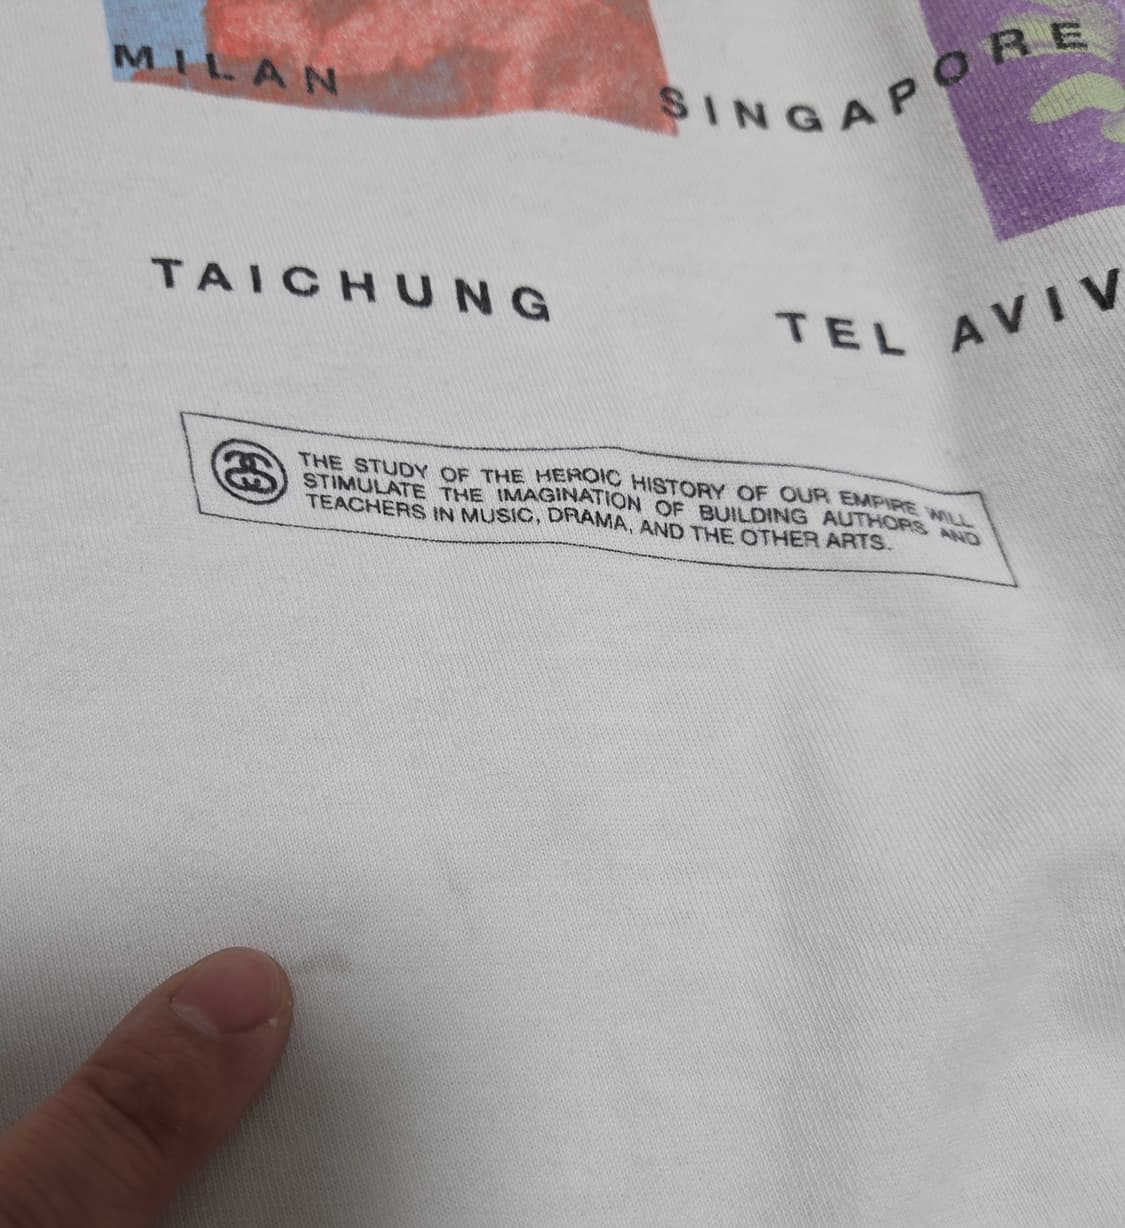 MILAN
SINGAPORE
TAICHUNG
TEL AVIV
THE STUDY OF THE HEROIC HISTORY OF OUR EMPIRE WILL
STIMULATE THE IMAGINATION OF BUILDING AUTHORS AND
TEACHERS IN MUSIC, DRAMA, AND THE OTHER ARTS.